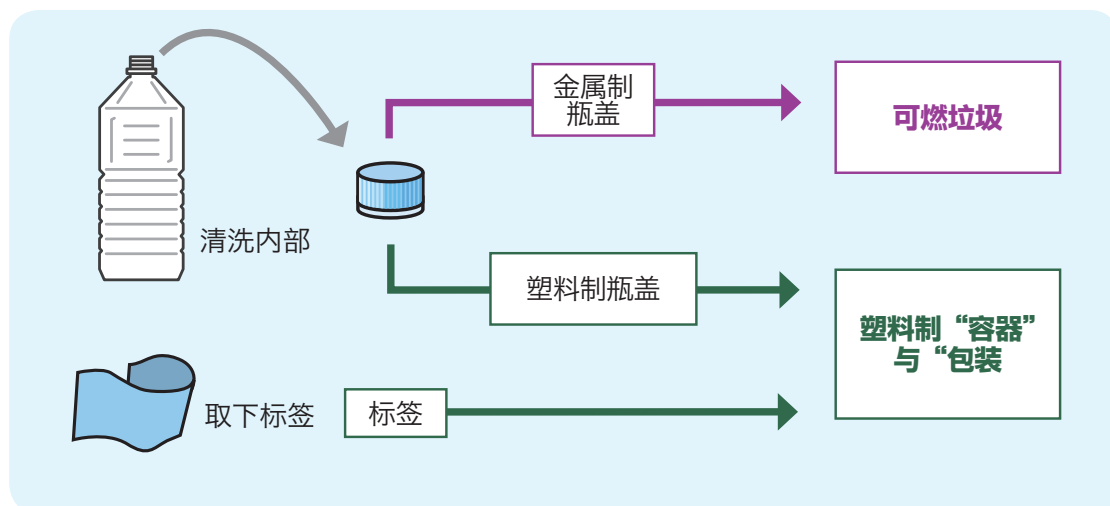 金属制
瓶盖
可燃垃圾
清洗内部
塑料制瓶盖
塑料制“容器”
与“包装
取下标签
标签